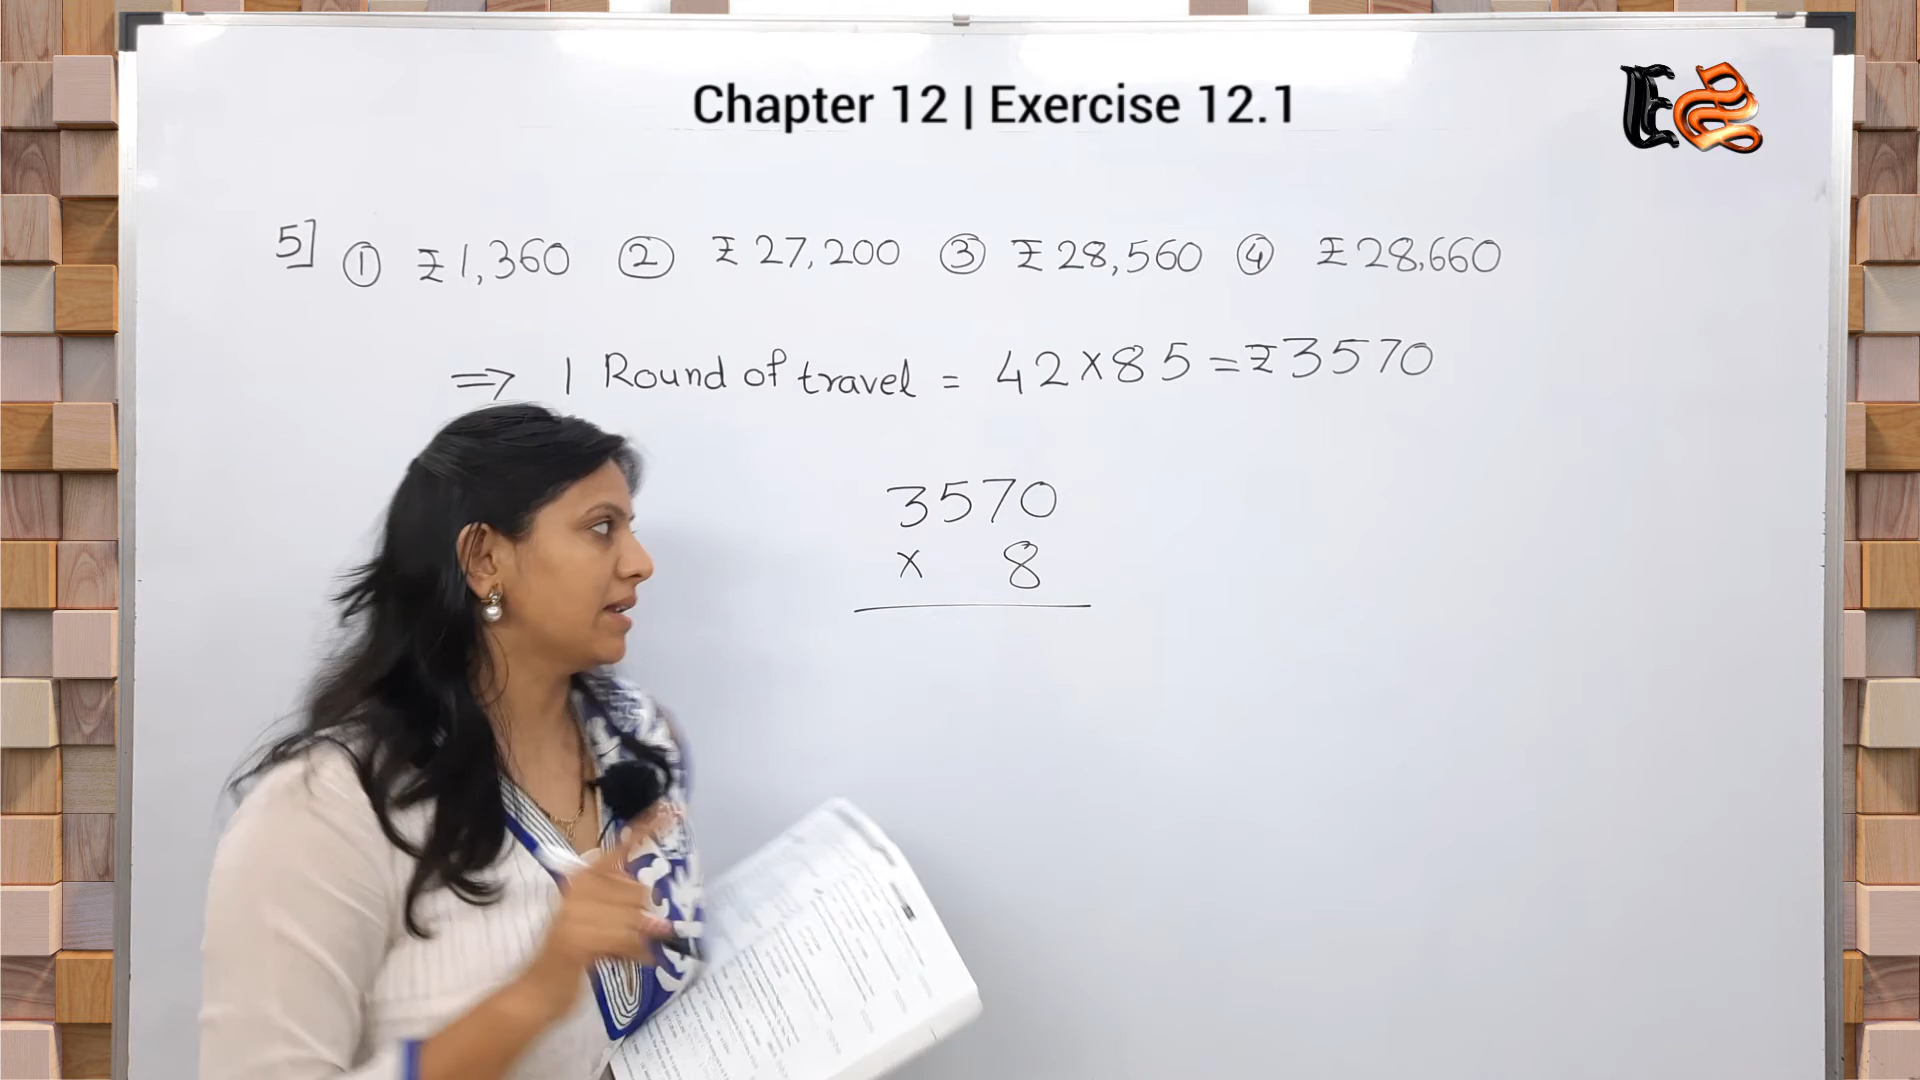 Chapter 12 | Exercise 12.1
ES
5] ① ₹1,360 ② ₹27,200 ③ ₹28,560 ④ ₹28,660
⇒ 1 Round of travel = 42×85=₹3570
3570
× 8